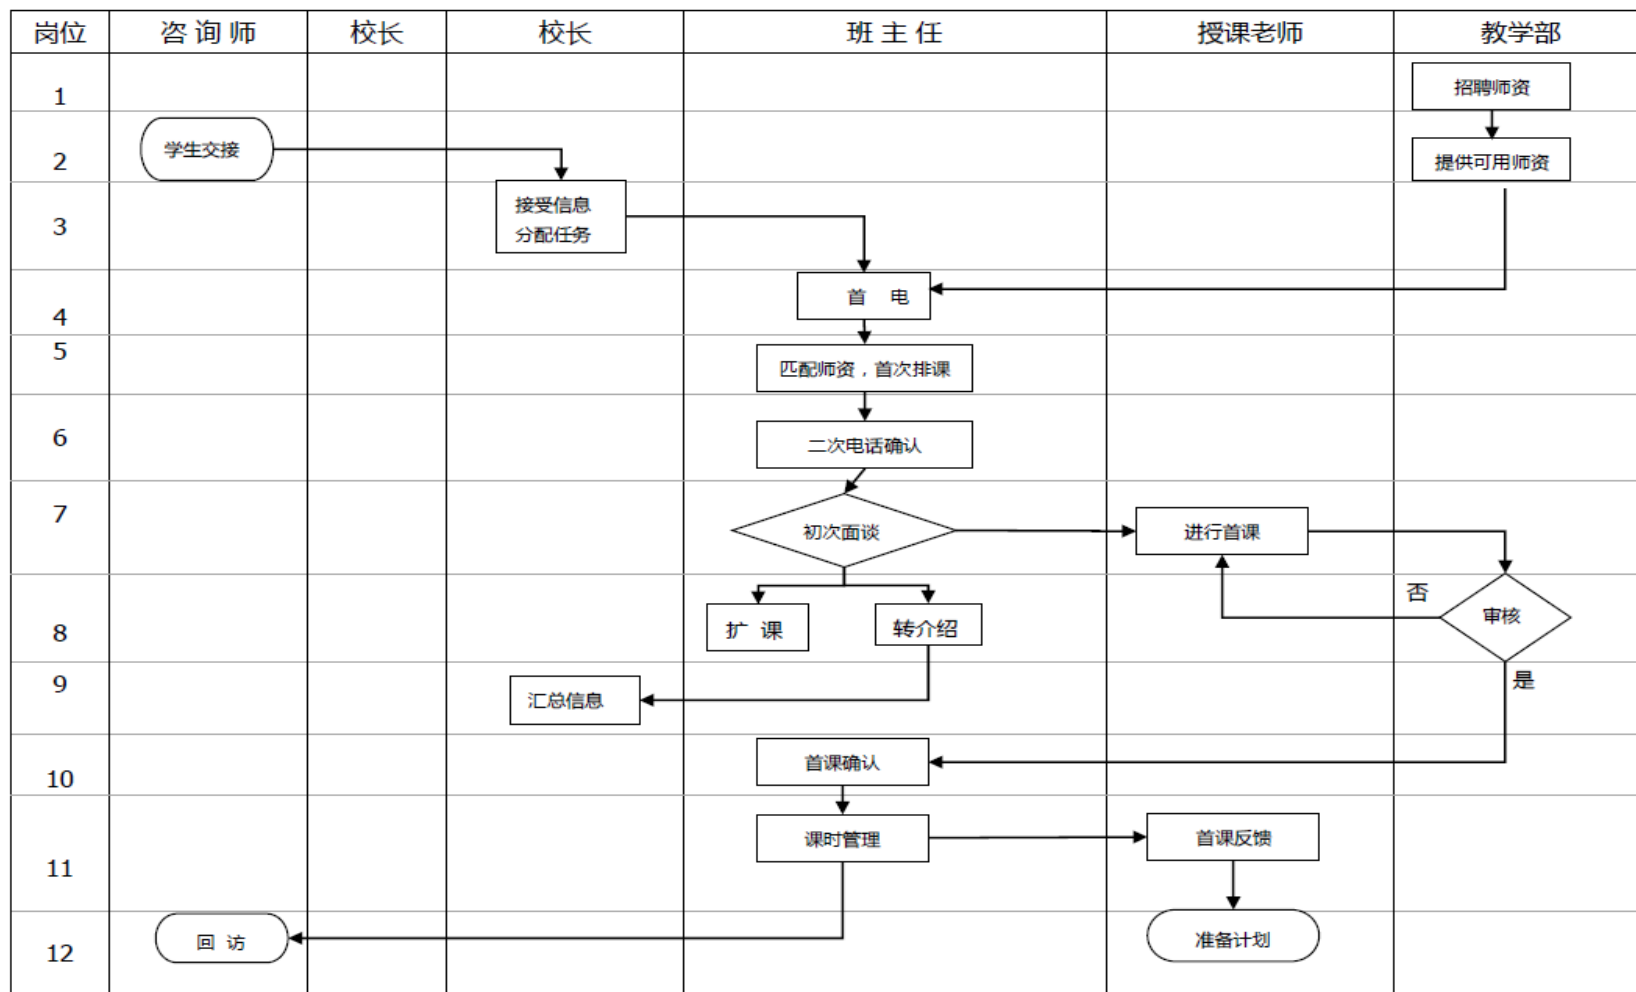 岗位 咨 询 师 校长 校长 班 主 任 授课老师 教学部
1
招聘师资
2
学生交接
提供可用师资
3
接受信息
分配任务
4
首 电
5
匹配师资，首次排课
6
二次电话确认
7
初次面谈
进行首课
否
审核
8
扩 课
转介绍
9
是
汇总信息
10
首课确认
11
课时管理
首课反馈
12
回 访
准备计划